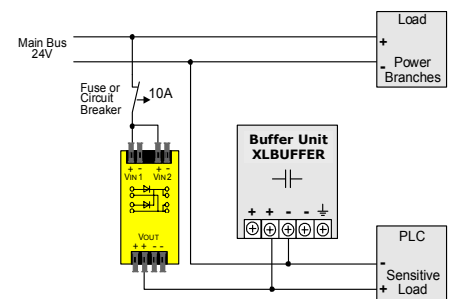 Load
+
-
Power
Branches
Main Bus
24V
Fuse or
Circuit
Breaker
10A
Buffer Unit
XLBUFFER
+ - + -
VIN 1 VIN 2
+ + - -
VOUT
+ + - -
PLC
-
Sensitive
+ Load